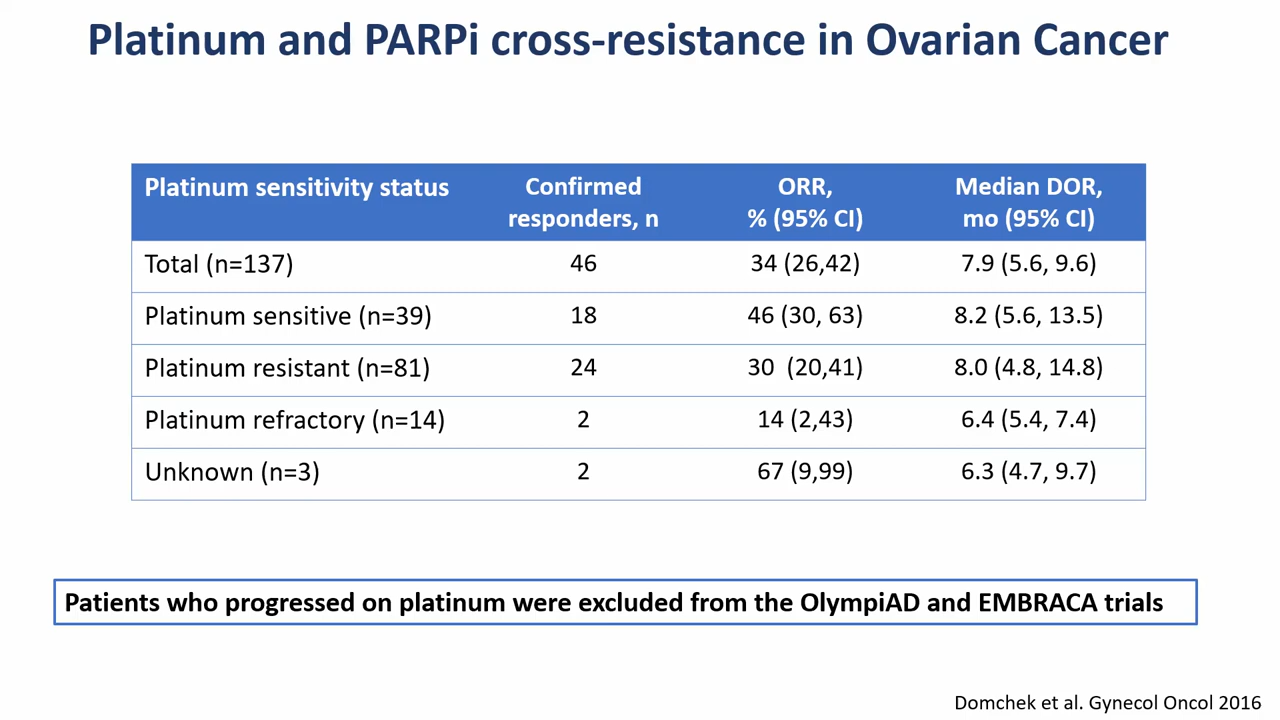 Platinum and PARPi cross-resistance in Ovarian Cancer
Platinum sensitivity status Confirmed responders, n ORR, % (95% CI) Median DOR, mo (95% CI)
Total (n=137) 46 34 (26,42) 7.9 (5.6, 9.6)
Platinum sensitive (n=39) 18 46 (30, 63) 8.2 (5.6, 13.5)
Platinum resistant (n=81) 24 30 (20,41) 8.0 (4.8, 14.8)
Platinum refractory (n=14) 2 14 (2,43) 6.4 (5.4, 7.4)
Unknown (n=3) 2 67 (9,99) 6.3 (4.7, 9.7)
Patients who progressed on platinum were excluded from the OlympiAD and EMBRACA trials
Domchek et al. Gynecol Oncol 2016